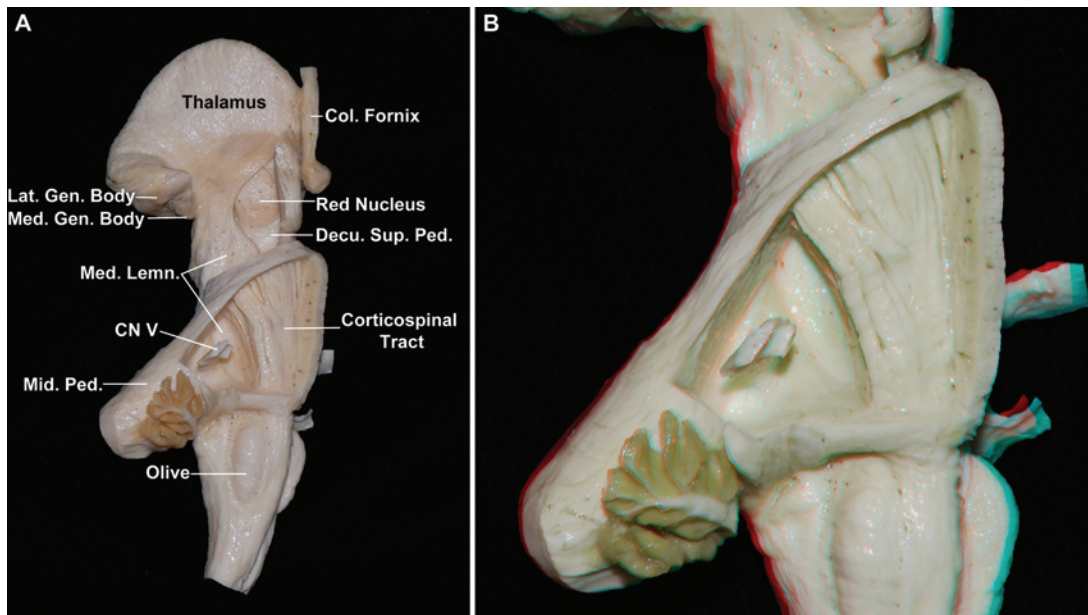 A
B
Thalamus
Col. Fornix
Lat. Gen. Body
Med. Gen. Body
Red Nucleus
Decu. Sup. Ped.
Med. Lemn.
CN V
Corticospinal
Tract
Mid. Ped.
Olive